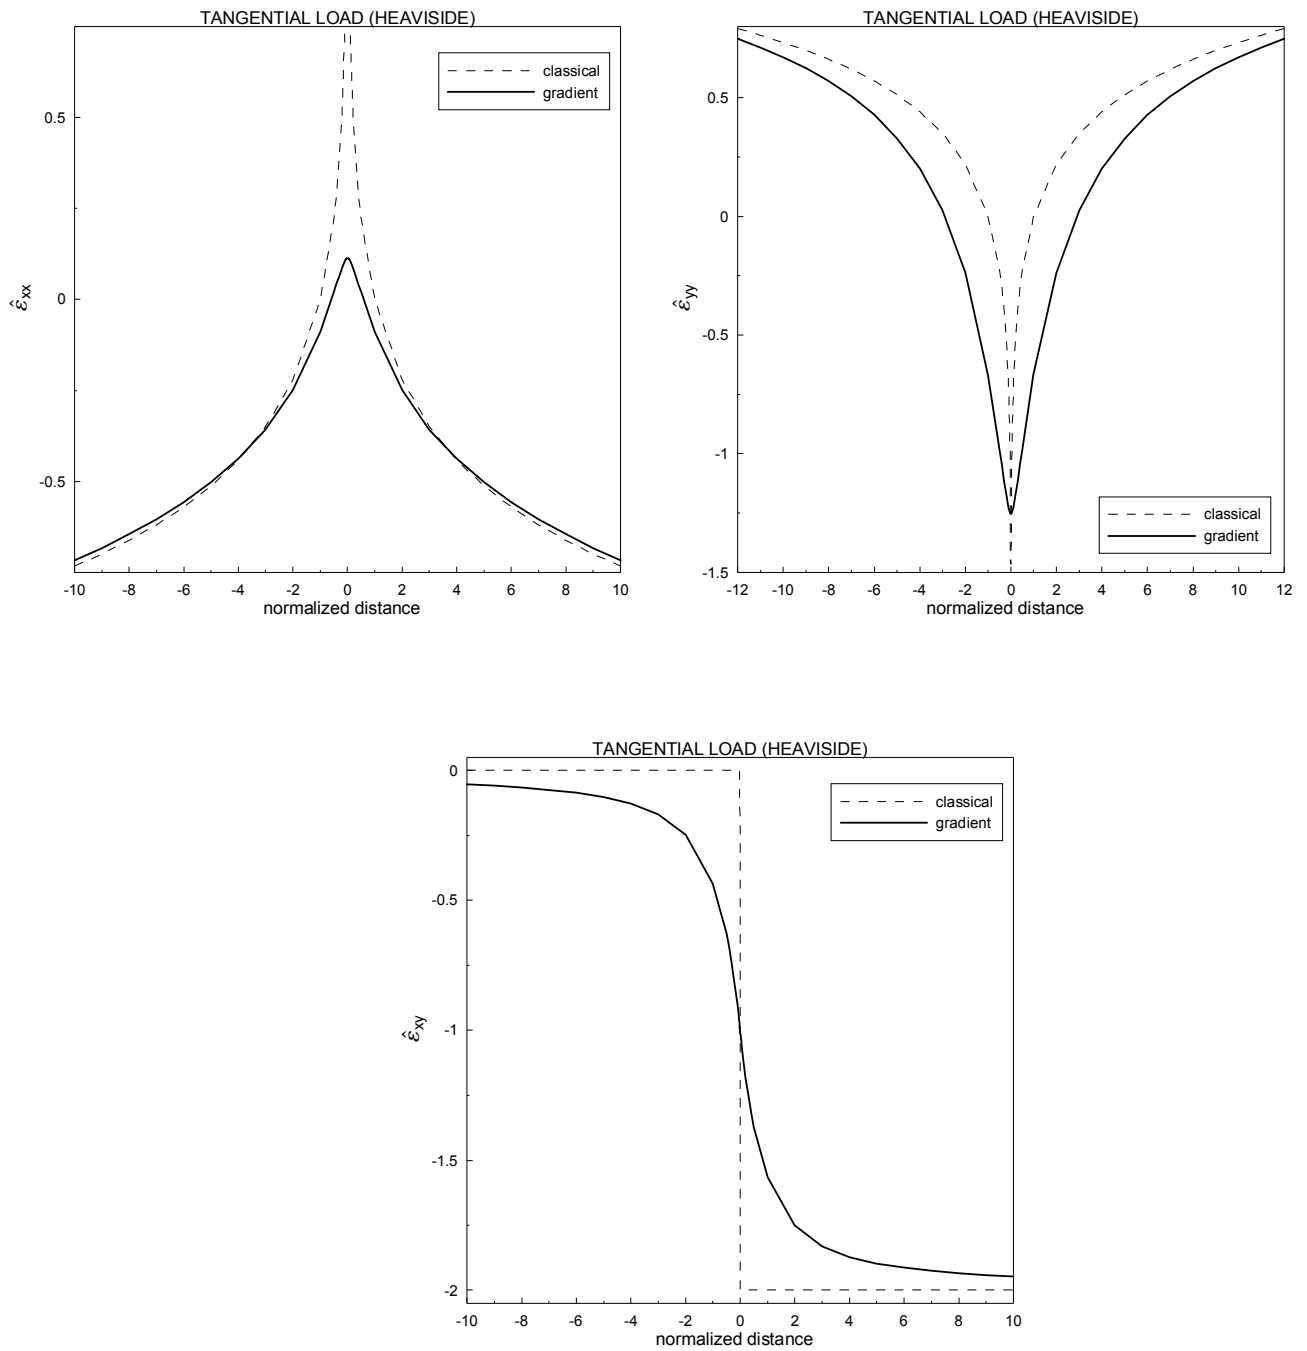 TANGENTIAL LOAD (HEAVISIDE)
classical
gradient
0.5
0
-0.5
ε̂xx
-10 -8 -6 -4 -2 0 2 4 6 8 10
normalized distance
TANGENTIAL LOAD (HEAVISIDE)
0.5
0
-0.5
-1
-1.5
ε̂yy
classical
gradient
-12 -10 -8 -6 -4 -2 0 2 4 6 8 10 12
normalized distance
TANGENTIAL LOAD (HEAVISIDE)
classical
gradient
0
-0.5
-1
-1.5
-2
ε̂xy
-10 -8 -6 -4 -2 0 2 4 6 8 10
normalized distance